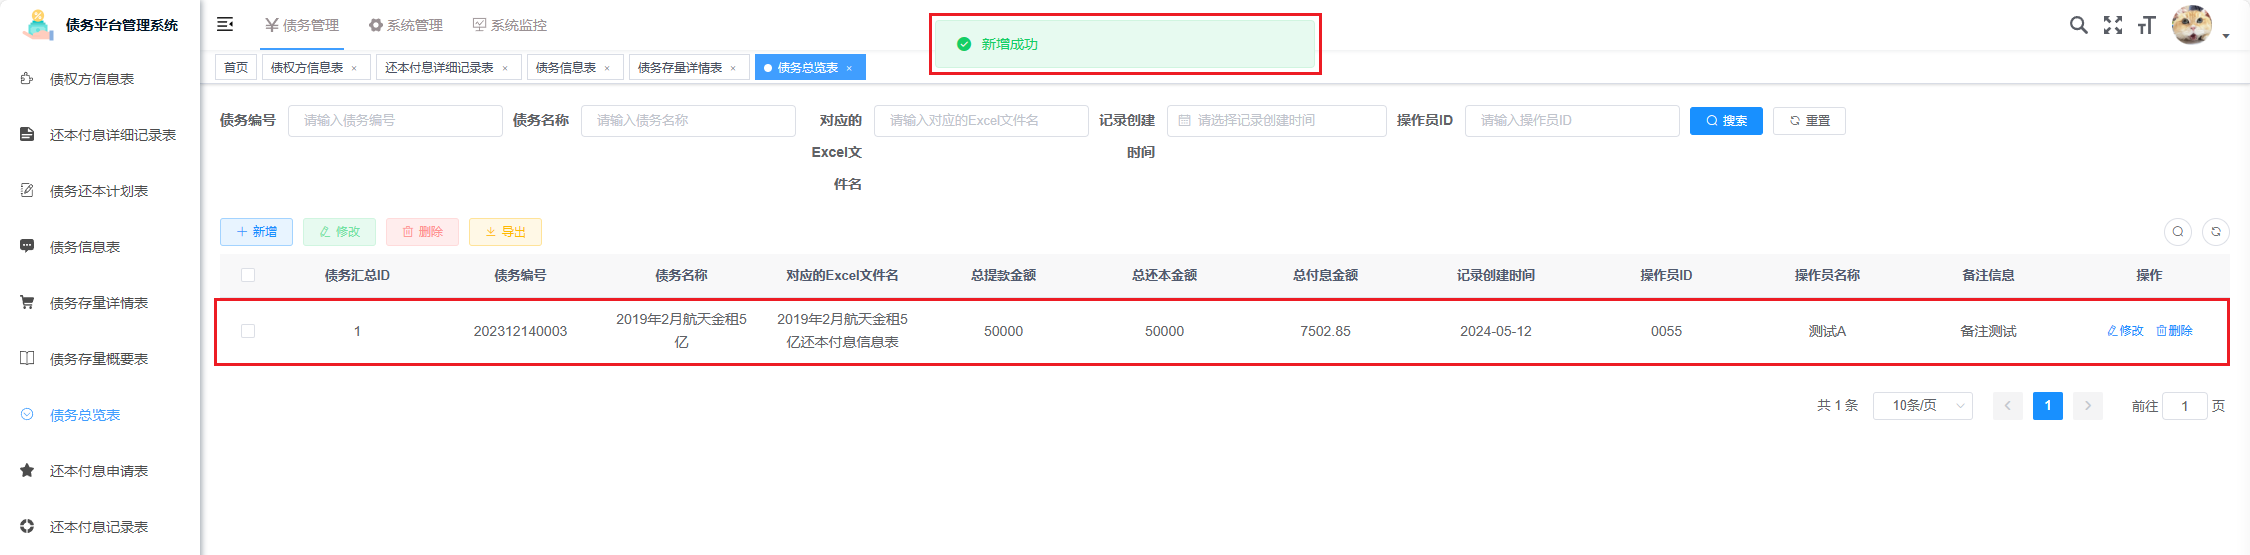 债务平台管理系统
债务管理 系统管理 系统监控
新增成功
首页 债权方信息表 × 还本付息详细记录表 × 债务信息表 × 债务存量详情表 × 债务总览表 ×
债权方信息表
还本付息详细记录表
债务还本计划表
债务信息表
债务存量详情表
债务存量概要表
债务总览表
还本付息申请表
还本付息记录表
债务编号 请输入债务编号 债务名称 请输入债务名称 对应的 请输入对应的Excel文件名 记录创建 请选择记录创建时间 操作员ID 请输入操作员ID 搜索 重置
Excel文 时间
件名
新增 修改 删除 导出
债务汇总ID 债务编号 债务名称 对应的Excel文件名 总提款金额 总还本金额 总付息金额 记录创建时间 操作员ID 操作员名称 备注信息 操作
1 202312140003 2019年2月航天金租5 2019年2月航天金租5 50000 50000 7502.85 2024-05-12 0055 测试A 备注测试 修改 删除
亿 亿还本付息信息表
共 1 条 10条/页 1 前往 1 页